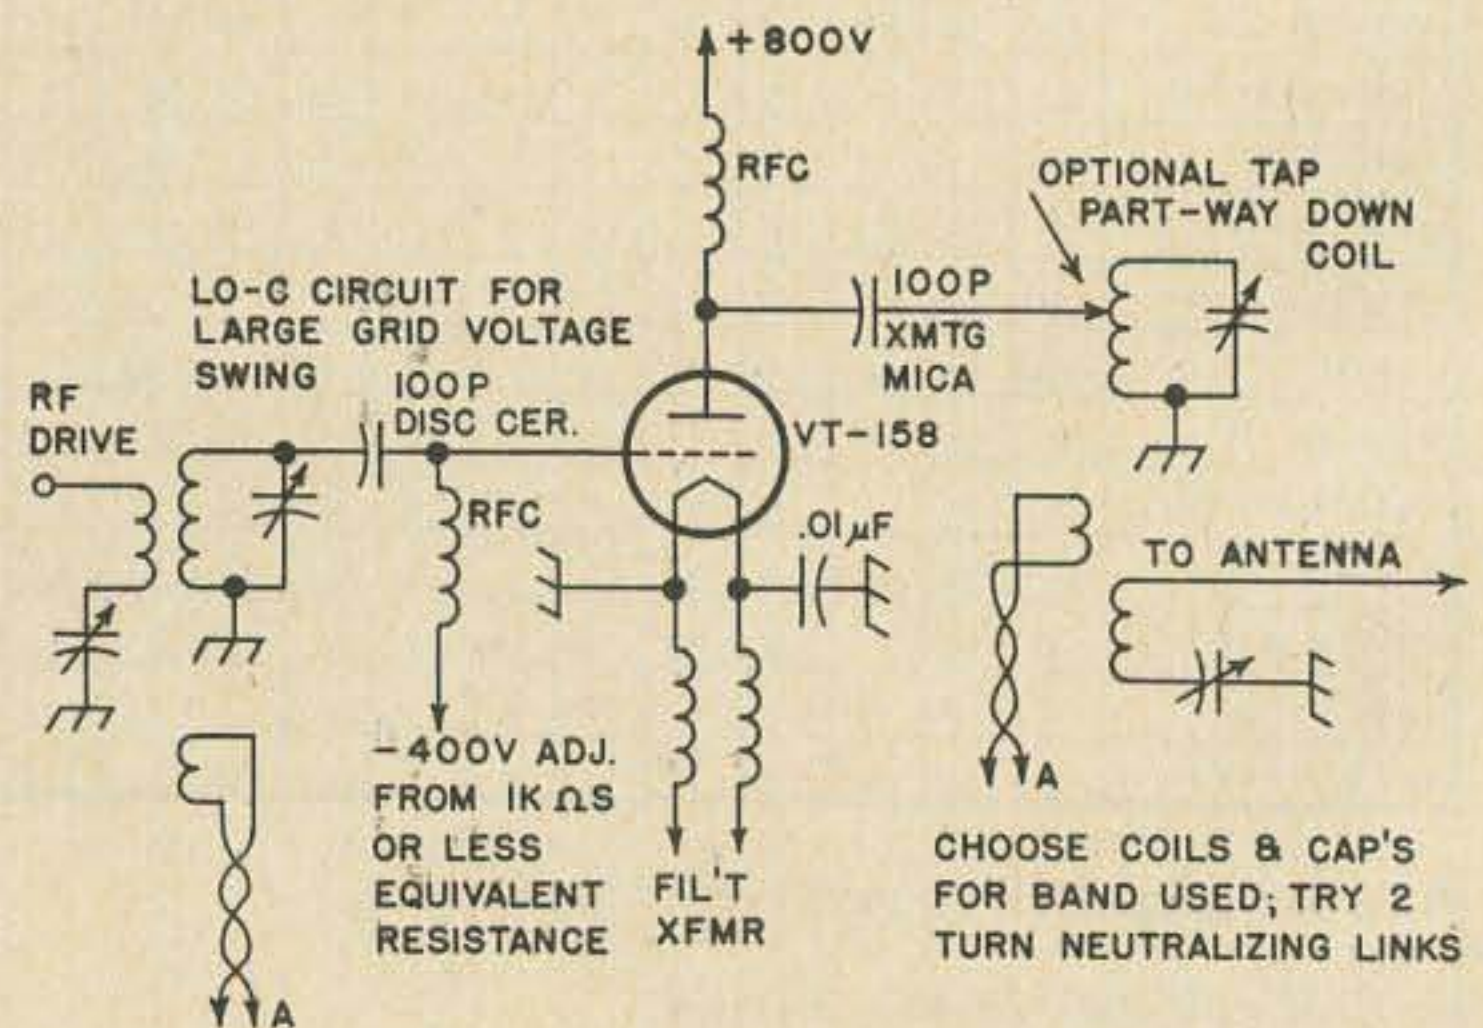 +800V
RFC
OPTIONAL TAP
PART-WAY DOWN
COIL
100P
XMTG
MICA
LO-C CIRCUIT FOR
LARGE GRID VOLTAGE
SWING
100P
DISC CER.
RF
DRIVE
VT-158
RFC
.01µF
TO ANTENNA
-400V ADJ.
FROM 1K ΩS
OR LESS
EQUIVALENT
RESISTANCE
FIL'T
XFMR
A
A
CHOOSE COILS & CAP'S
FOR BAND USED; TRY 2
TURN NEUTRALIZING LINKS